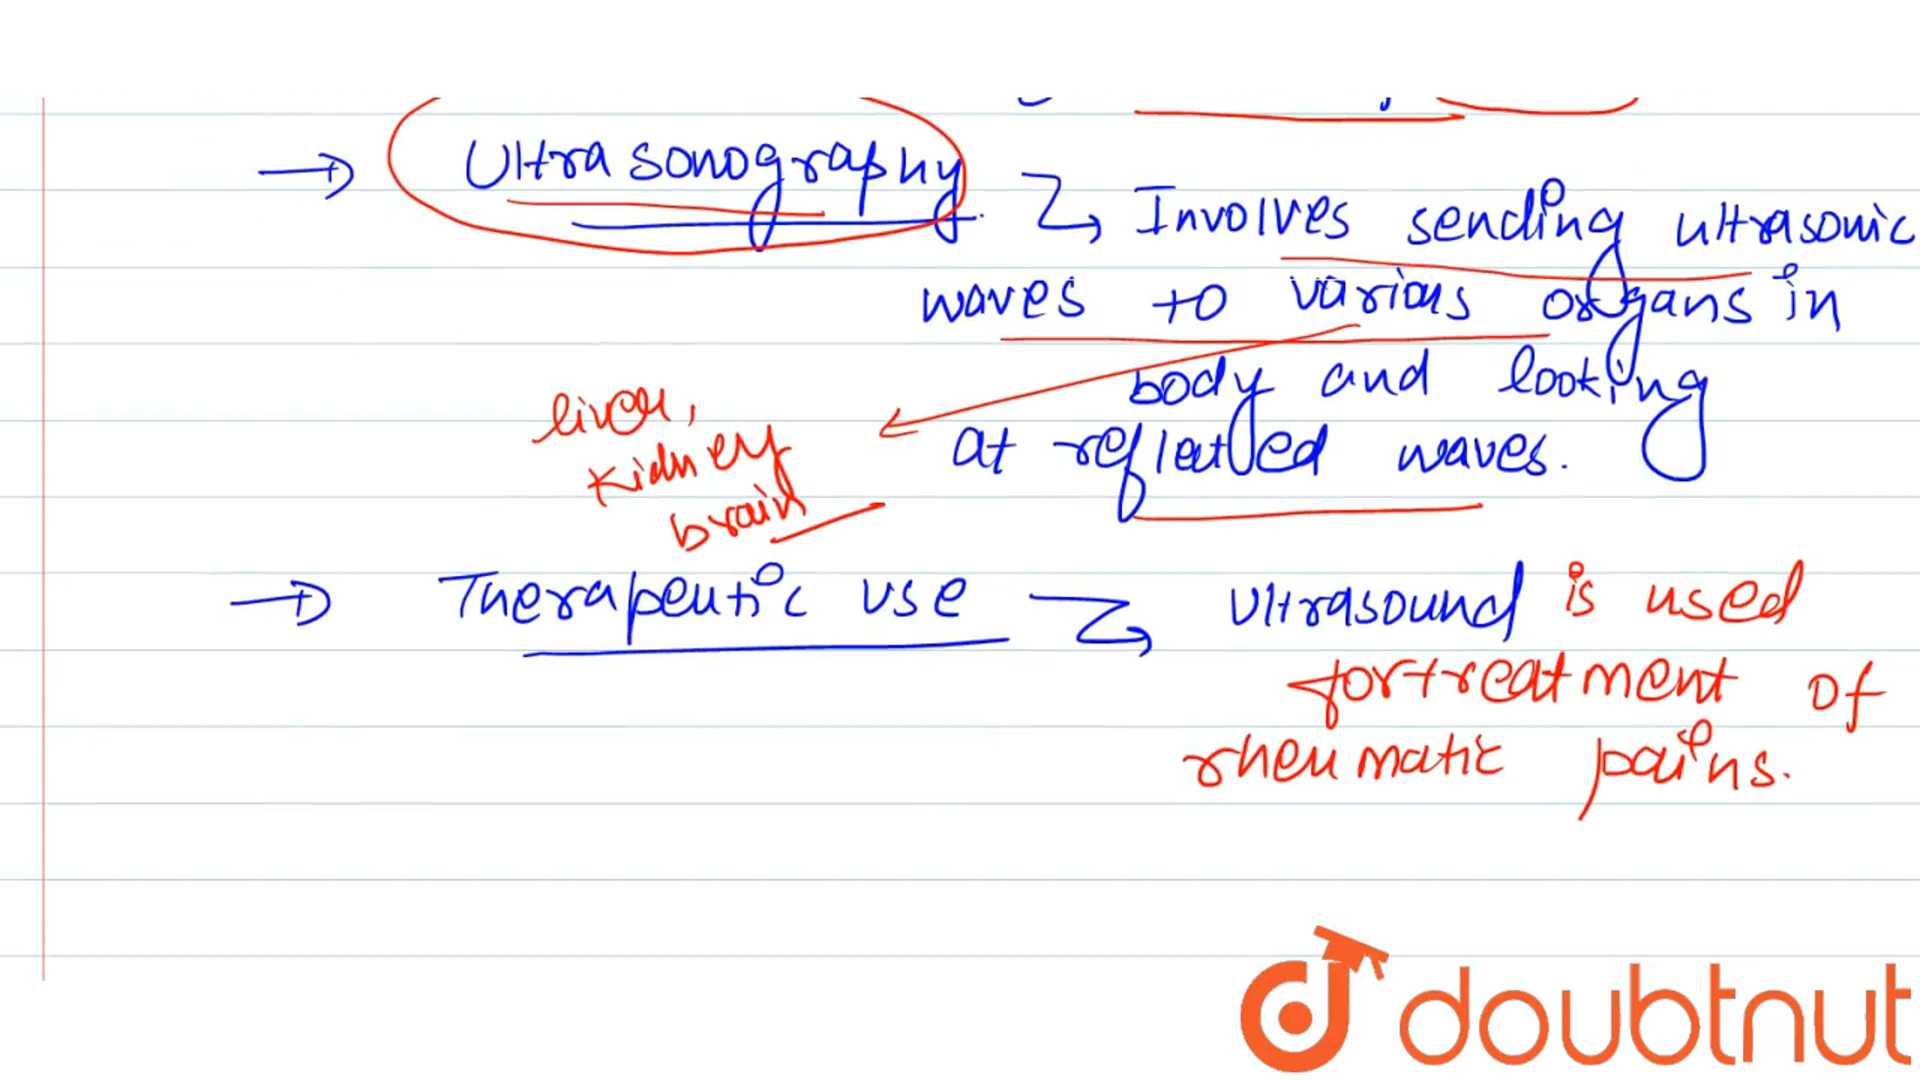 → Ultrasonography → Involves sending ultrasonic
waves to various organs in
body and looking
at reflected waves.
liver,
kidney
brain
→ Therapeutic use → Ultrasound is used
for treatment of
rheumatic pains.
doubtnut